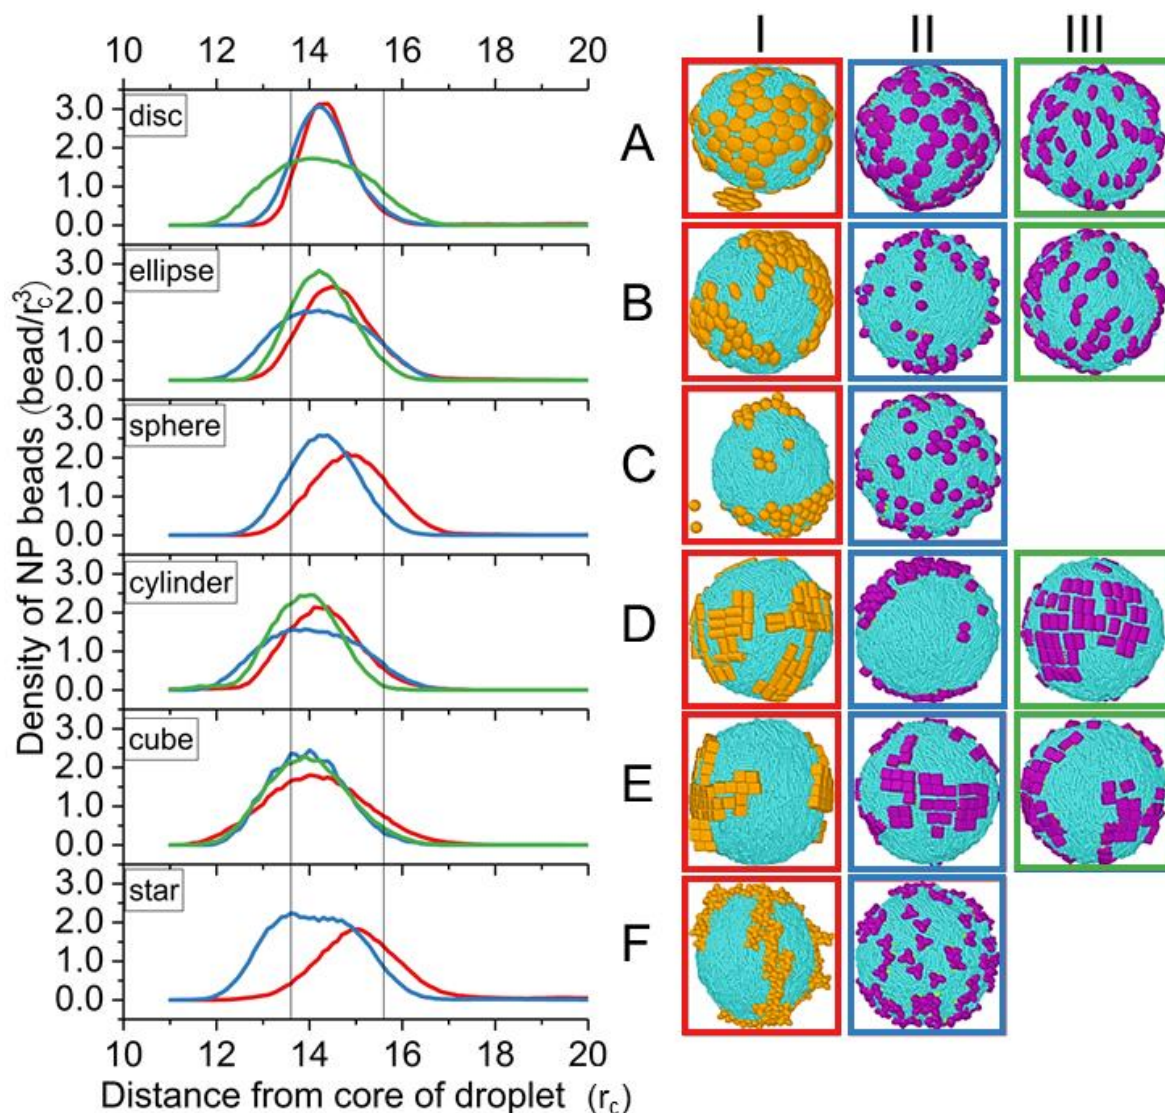 10 12 14 16 18 20
I II III
3.0
2.0
1.0
0.0
disc
A
3.0
2.0
1.0
0.0
ellipse
B
3.0
2.0
1.0
0.0
sphere
C
3.0
2.0
1.0
0.0
cylinder
D
3.0
2.0
1.0
0.0
cube
E
3.0
2.0
1.0
0.0
star
F
10 12 14 16 18 20
Density of NP beads (bead/r_c^3)
Distance from core of droplet (r_c)